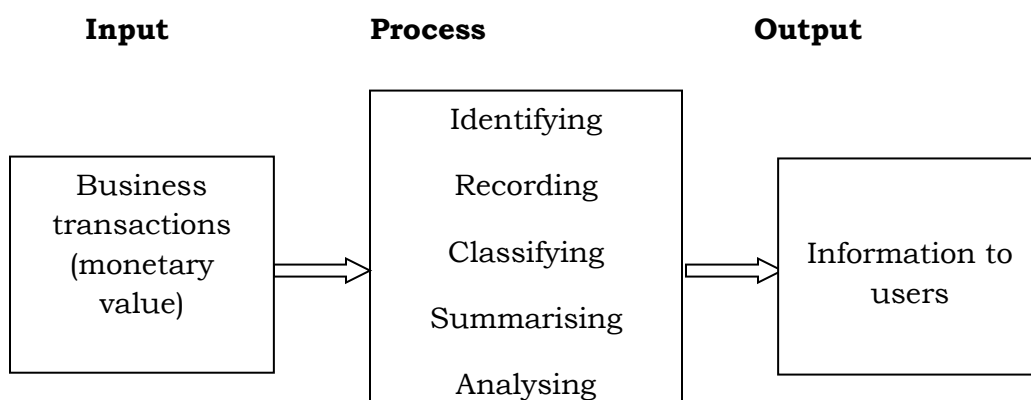 Input Process Output
Business
transactions
(monetary
value)
Identifying
Recording
Classifying
Summarising
Analysing
Information to
users